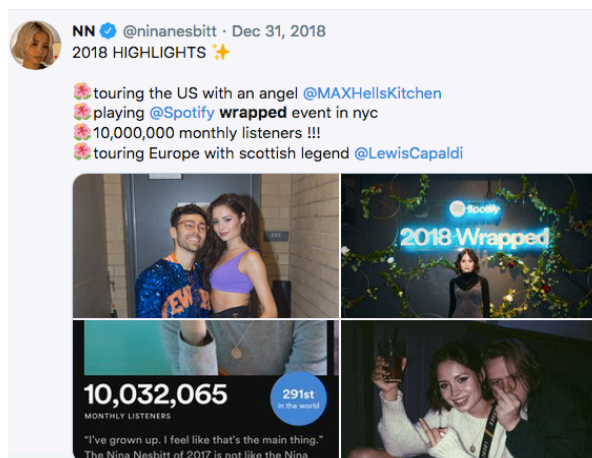 NN @ninanesbitt · Dec 31, 2018
2018 HIGHLIGHTS ✨
🌺touring the US with an angel @MAXHellsKitchen
🌺playing @Spotify wrapped event in nyc
🌺10,000,000 monthly listeners !!!
🌺touring Europe with scottish legend @LewisCapaldi
EXIT
Spotify
2018 Wrapped
10,032,065
MONTHLY LISTENERS
291st
in the world
"I've grown up. I feel like that's the main thing."
The Nina Nesbitt of 2017 is not like the Nina